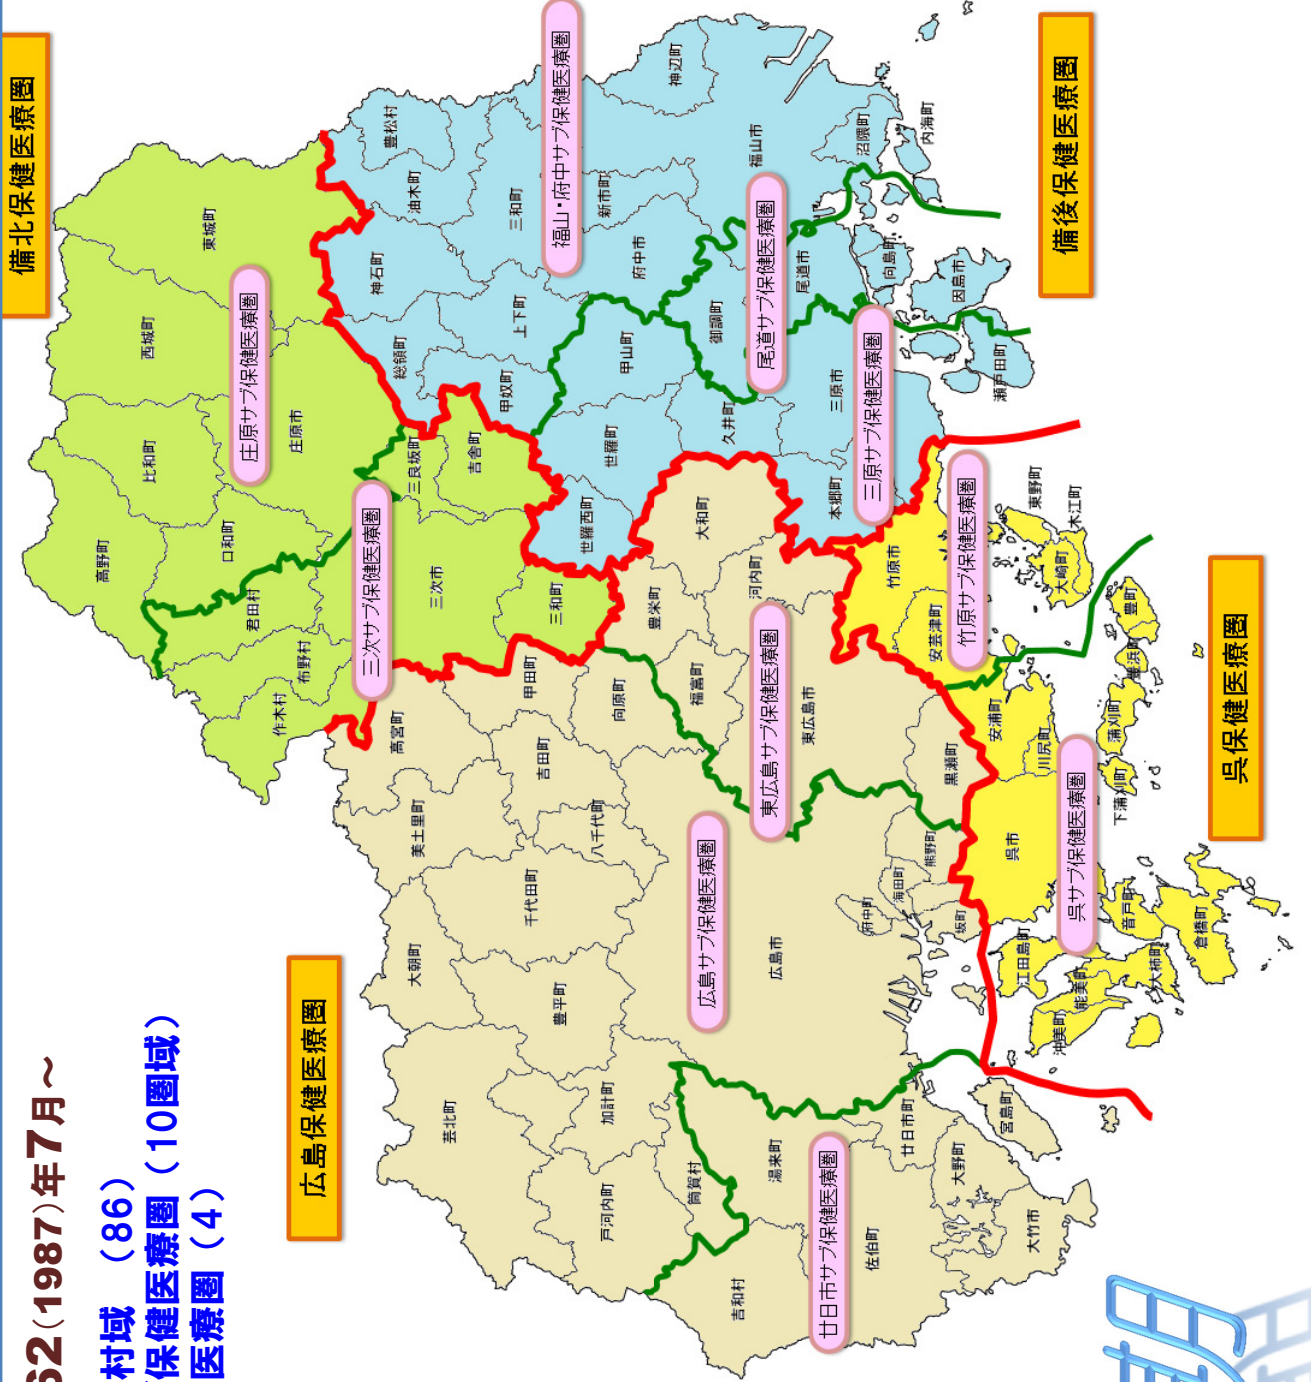 62(1987)年7月～
村域（86）
保健医療圏（10圏域）
医療圏（4）
備北保健医療圏
備後保健医療圏
広島保健医療圏
呉保健医療圏
庄原サブ保健医療圏
三次サブ保健医療圏
福山・府中サブ保健医療圏
尾道サブ保健医療圏
三原サブ保健医療圏
竹原サブ保健医療圏
東広島サブ保健医療圏
広島サブ保健医療圏
呉サブ保健医療圏
廿日市サブ保健医療圏
東城町
西城町
比和町
高野町
庄原市
口和町
君田村
布野村
作木村
三良坂町
吉舎町
三次市
三和町
豊松村
油木町
神石町
三和町
新市町
神辺町
福山市
沼隈町
内海町
総領町
上下町
甲奴町
府中市
甲山町
世羅町
世羅西町
御調町
久井町
尾道市
向島町
因島市
瀬戸田町
三原市
本郷町
大和町
河内町
豊栄町
福富町
東広島市
黒瀬町
竹原市
安芸津町
東野町
木江町
大崎町
豊町
豊浜町
安浦町
川尻町
蒲刈町
下蒲刈町
呉市
音戸町
倉橋町
江田島町
能美町
大柿町
沖美町
高宮町
甲田町
向原町
吉田町
美土里町
八千代町
千代田町
大朝町
豊平町
芸北町
加計町
戸河内町
筒賀村
広島市
府中町
海田町
熊野町
坂町
湯来町
吉和村
佐伯町
廿日市町
大野町
宮島町
大竹市